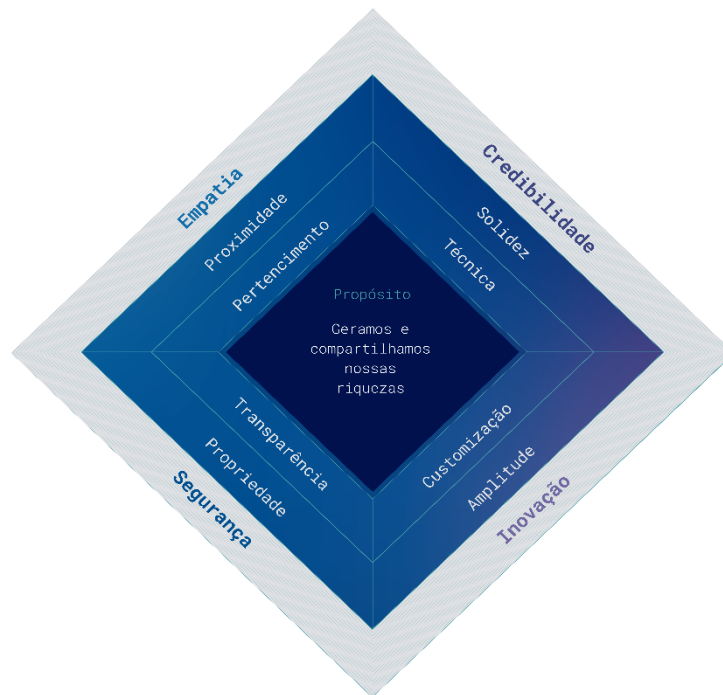 Empatia
Proximidade
Pertencimento
Credibilidade
Solidez
Técnica
Propósito
Geramos e
compartilhamos
nossas
riquezas
Transparência
Propriedade
Segurança
Customização
Amplitude
Inovação